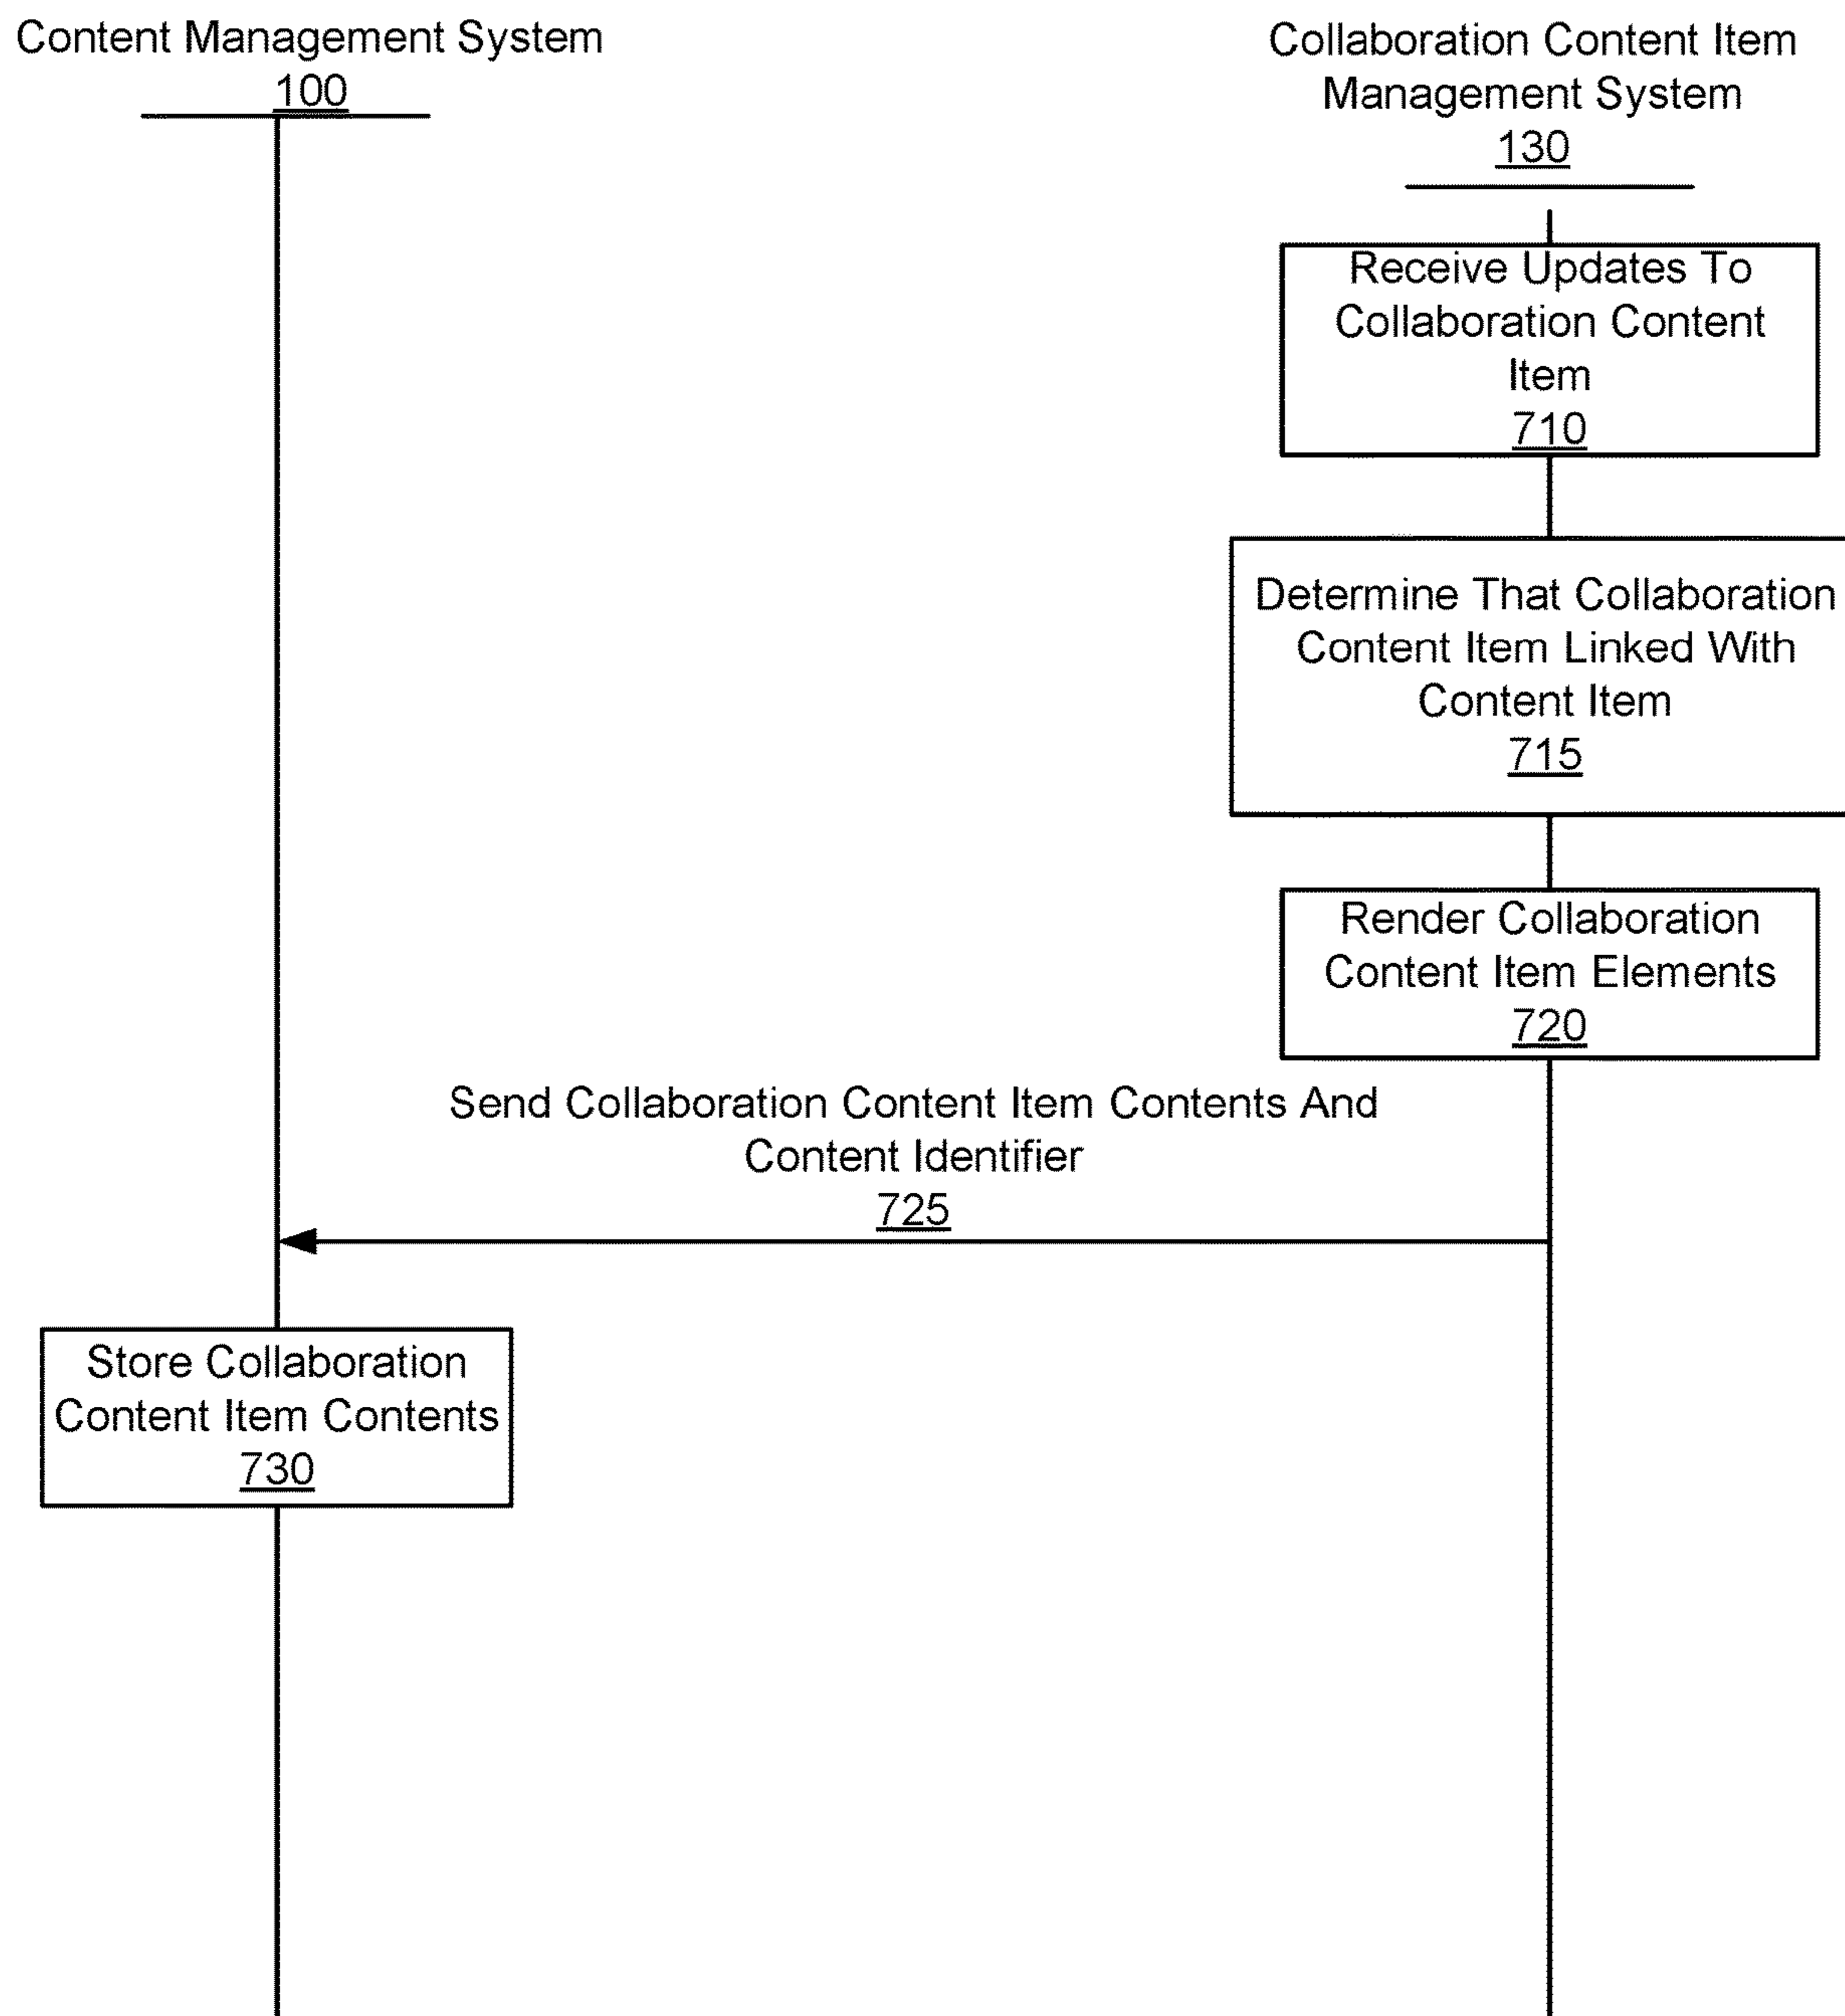 Content Management System
100
Collaboration Content Item
Management System
130
Receive Updates To
Collaboration Content
Item
710
Determine That Collaboration
Content Item Linked With
Content Item
715
Render Collaboration
Content Item Elements
720
Send Collaboration Content Item Contents And
Content Identifier
725
Store Collaboration
Content Item Contents
730